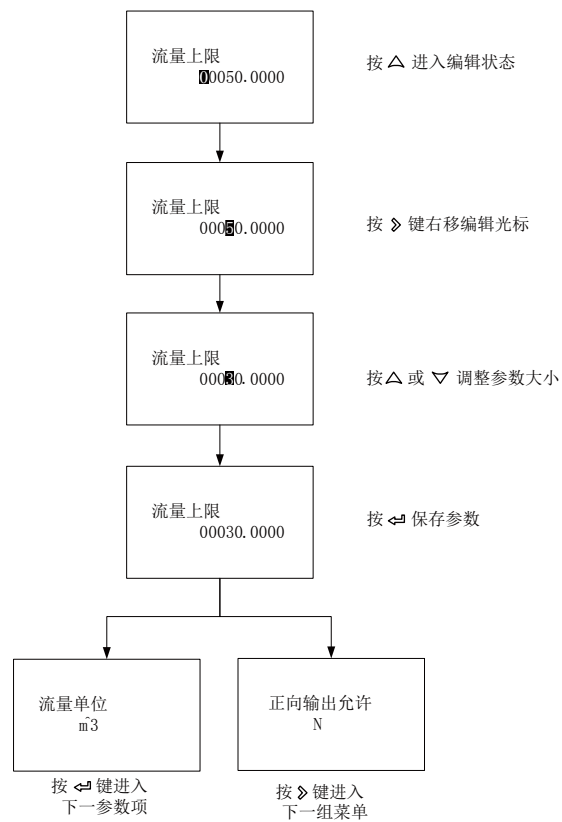 流量上限
00050.0000
按 △ 进入编辑状态
流量上限
00050.0000
按 》 键右移编辑光标
流量上限
00030.0000
按△ 或 ▽ 调整参数大小
流量上限
00030.0000
按 ↵ 保存参数
流量单位
m^3
按 ↵ 键进入
下一参数项
正向输出允许
N
按 》键进入
下一组菜单